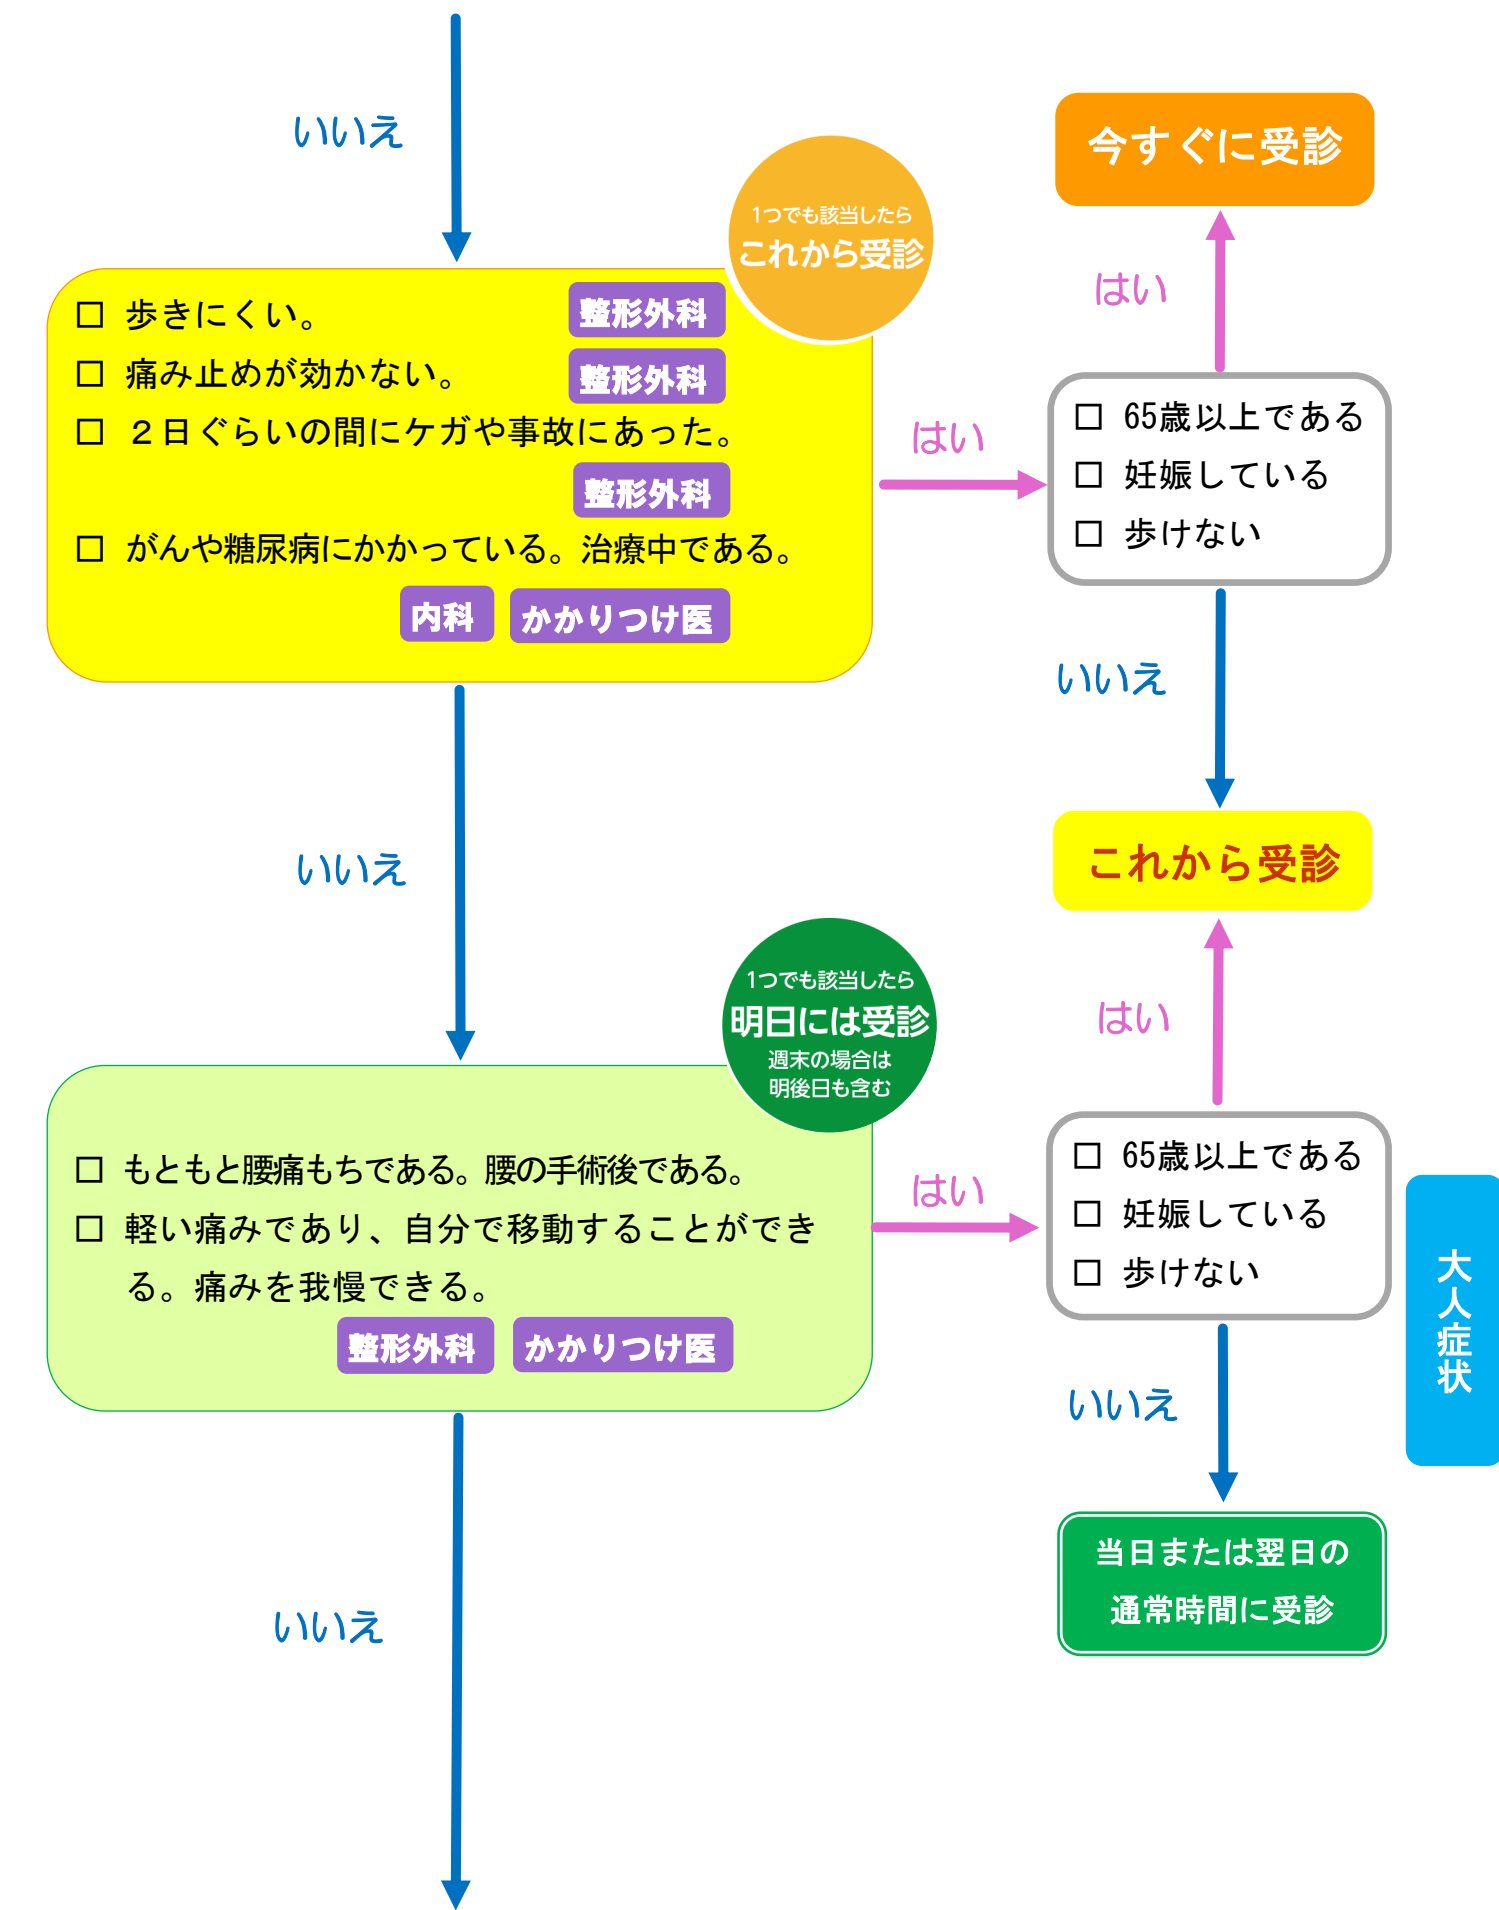 いいえ
1つでも該当したら
これから受診
□ 歩きにくい。 整形外科
□ 痛み止めが効かない。 整形外科
□ ２日ぐらいの間にケガや事故にあった。
整形外科
□ がんや糖尿病にかかっている。治療中である。
内科 かかりつけ医
はい
今すぐに受診
はい
□ 65歳以上である
□ 妊娠している
□ 歩けない
いいえ
これから受診
いいえ
1つでも該当したら
明日には受診
週末の場合は
明後日も含む
□ もともと腰痛もちである。腰の手術後である。
□ 軽い痛みであり、自分で移動することができ
る。痛みを我慢できる。
整形外科 かかりつけ医
はい
はい
□ 65歳以上である
□ 妊娠している
□ 歩けない
いいえ
当日または翌日の
通常時間に受診
大人症状
いいえ